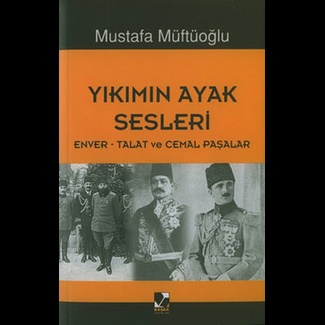 Mustafa Müftüoğlu
YIKIMIN AYAK
SESLERİ
ENVER - TALAT ve CEMAL PAŞALAR